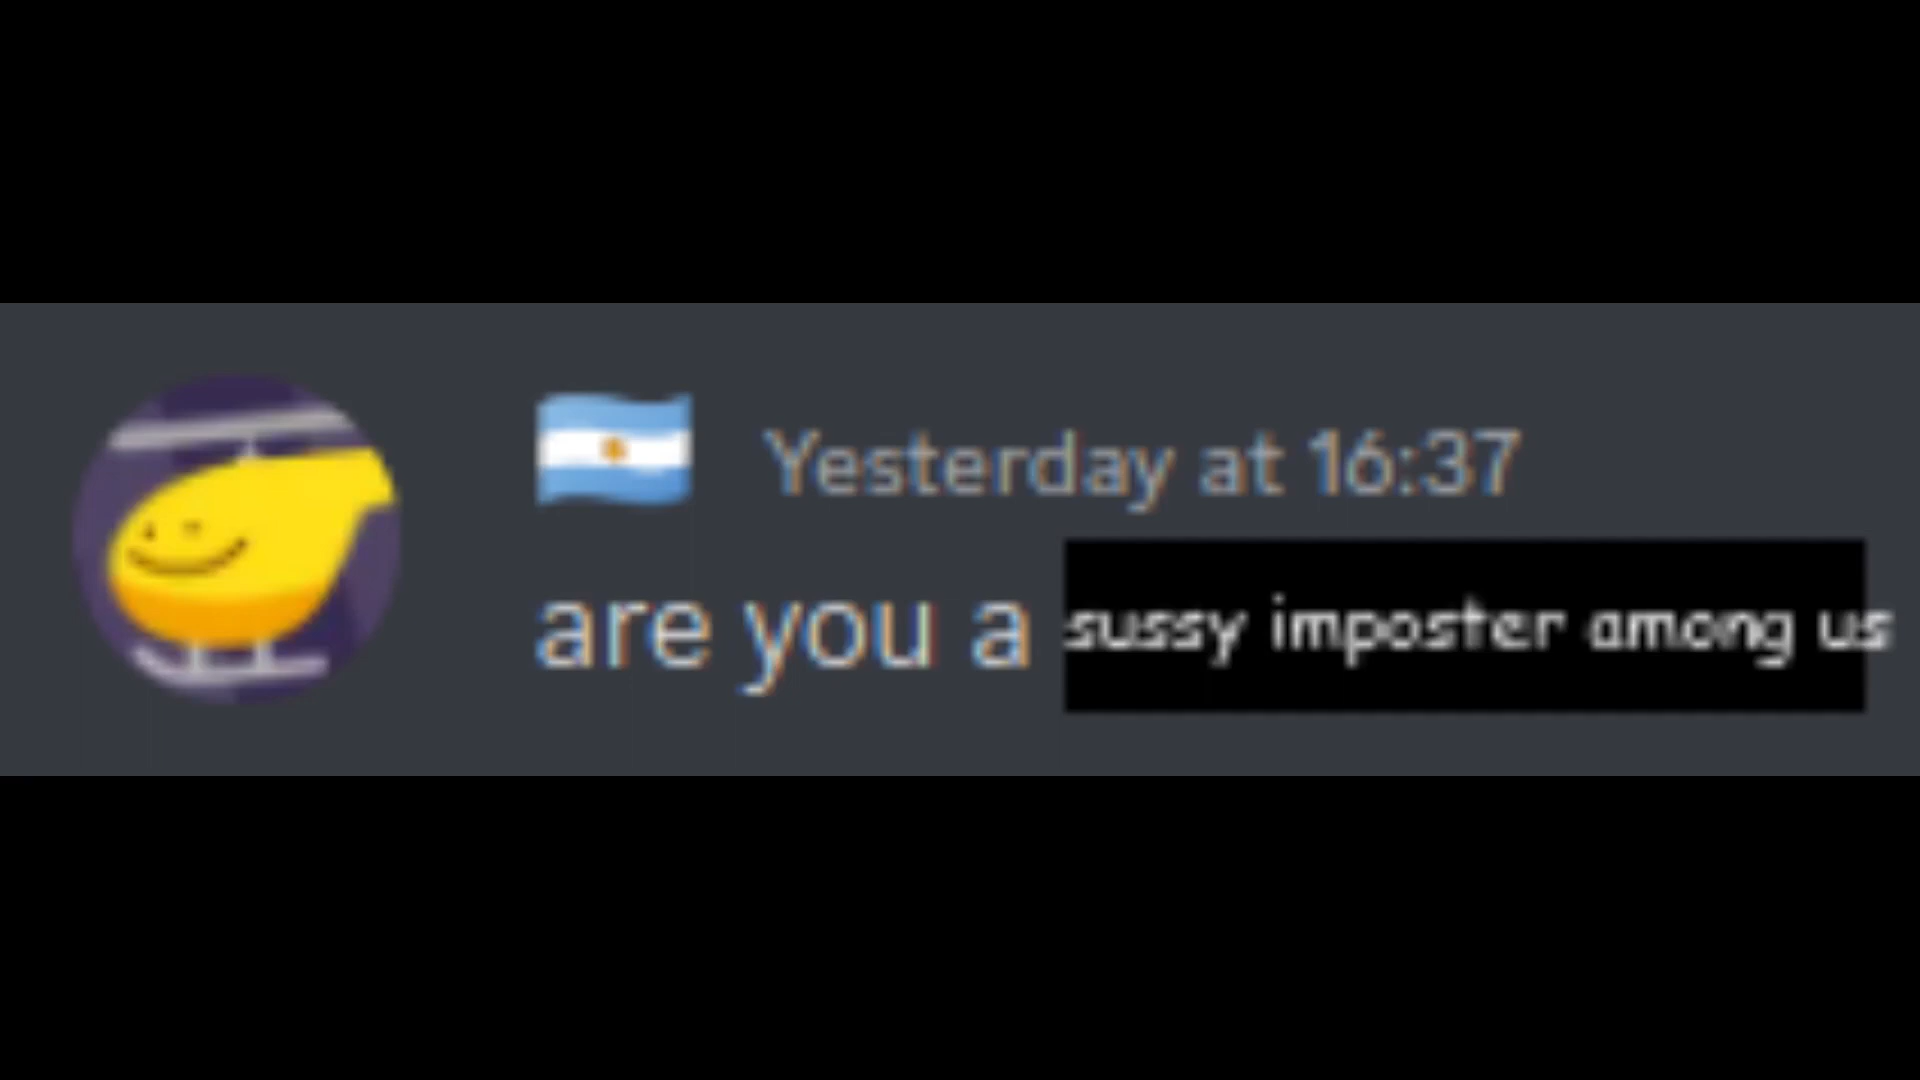 🇦🇷 Yesterday at 16:37
are you a sussy imposter among us